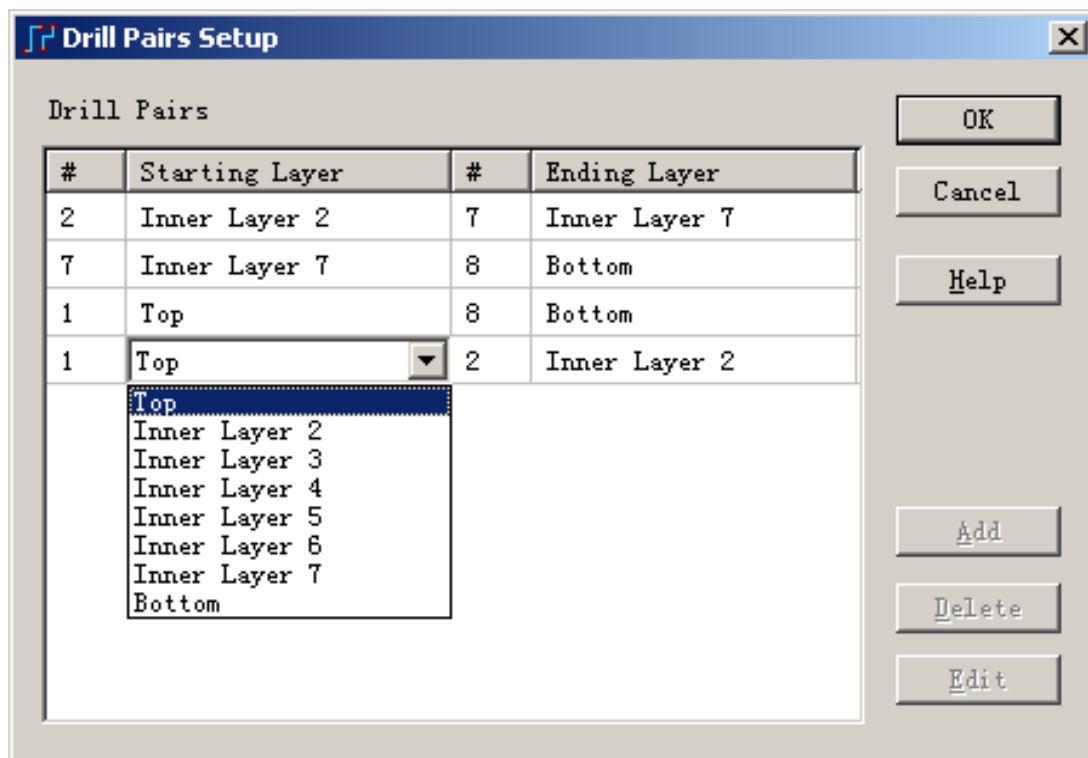 Drill Pairs Setup
Drill Pairs
OK
Cancel
Help
# Starting Layer # Ending Layer
2 Inner Layer 2 7 Inner Layer 7
7 Inner Layer 7 8 Bottom
1 Top 8 Bottom
1 Top 2 Inner Layer 2
Top
Inner Layer 2
Inner Layer 3
Inner Layer 4
Inner Layer 5
Inner Layer 6
Inner Layer 7
Bottom
Add
Delete
Edit